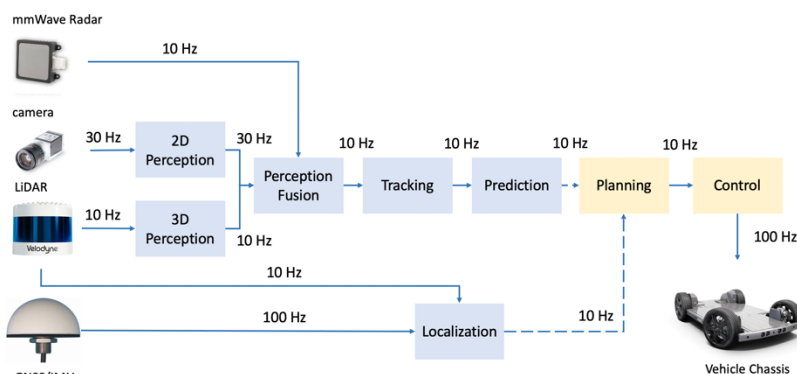 mmWave Radar
10 Hz
camera
30 Hz
2D
Perception
30 Hz
LiDAR
10 Hz
3D
Perception
10 Hz
Velodyne
Perception
Fusion
10 Hz
Tracking
10 Hz
Prediction
10 Hz
Planning
10 Hz
Control
100 Hz
10 Hz
100 Hz
Localization
10 Hz
Vehicle Chassis